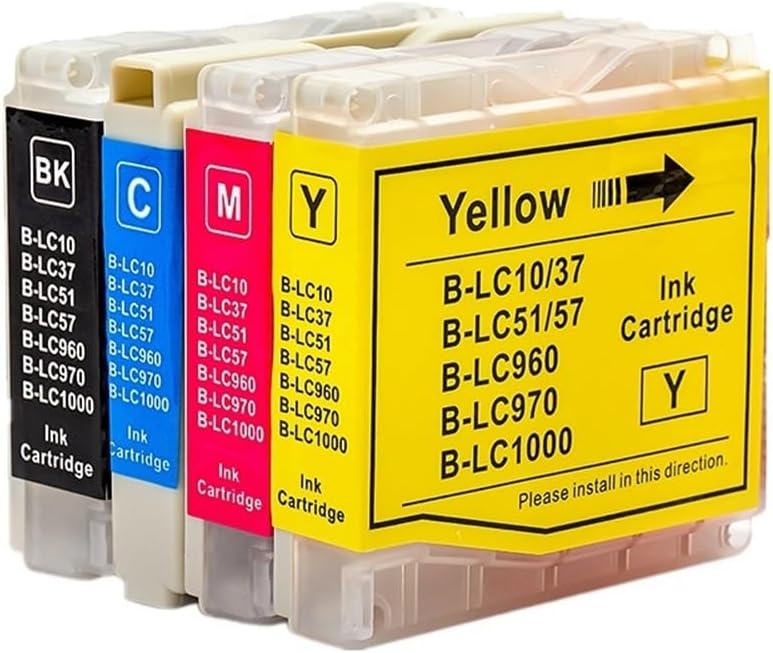 BK
B-LC10
B-LC37
B-LC51
B-LC57
B-LC960
B-LC970
B-LC1000
Ink
Cartridge
C
B-LC10
B-LC37
B-LC51
B-LC57
B-LC960
B-LC970
B-LC1000
Ink
Cartridge
M
B-LC10
B-LC37
B-LC51
B-LC57
B-LC960
B-LC970
B-LC1000
Ink
Cartridge
Y
B-LC10
B-LC37
B-LC51
B-LC57
B-LC960
B-LC970
B-LC1000
Ink
Cartridge
Yellow
B-LC10/37
B-LC51/57
B-LC960
B-LC970
B-LC1000
Ink
Cartridge
Y
Please install in this direction.